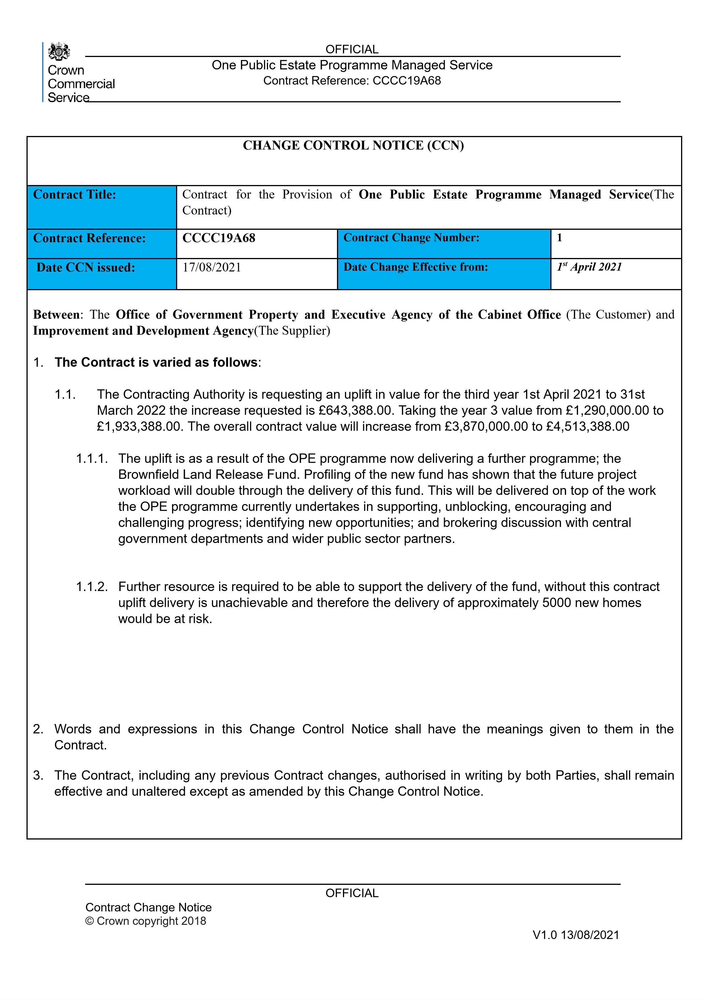 OFFICIAL
One Public Estate Programme Managed Service
Contract Reference: CCCC19A68
Crown
Commercial
Service
CHANGE CONTROL NOTICE (CCN)
Contract Title:
Contract for the Provision of One Public Estate Programme Managed Service(The
Contract)
Contract Reference:
CCCC19A68
Contract Change Number:
1
Date CCN issued:
17/08/2021
Date Change Effective from:
1st April 2021
Between: The Office of Government Property and Executive Agency of the Cabinet Office (The Customer) and
Improvement and Development Agency(The Supplier)
1. The Contract is varied as follows:
1.1. The Contracting Authority is requesting an uplift in value for the third year 1st April 2021 to 31st
March 2022 the increase requested is £643,388.00. Taking the year 3 value from £1,290,000.00 to
£1,933,388.00. The overall contract value will increase from £3,870,000.00 to £4,513,388.00
1.1.1. The uplift is as a result of the OPE programme now delivering a further programme; the
Brownfield Land Release Fund. Profiling of the new fund has shown that the future project
workload will double through the delivery of this fund. This will be delivered on top of the work
the OPE programme currently undertakes in supporting, unblocking, encouraging and
challenging progress; identifying new opportunities; and brokering discussion with central
government departments and wider public sector partners.
1.1.2. Further resource is required to be able to support the delivery of the fund, without this contract
uplift delivery is unachievable and therefore the delivery of approximately 5000 new homes
would be at risk.
2. Words and expressions in this Change Control Notice shall have the meanings given to them in the
Contract.
3. The Contract, including any previous Contract changes, authorised in writing by both Parties, shall remain
effective and unaltered except as amended by this Change Control Notice.
OFFICIAL
Contract Change Notice
© Crown copyright 2018
V1.0 13/08/2021